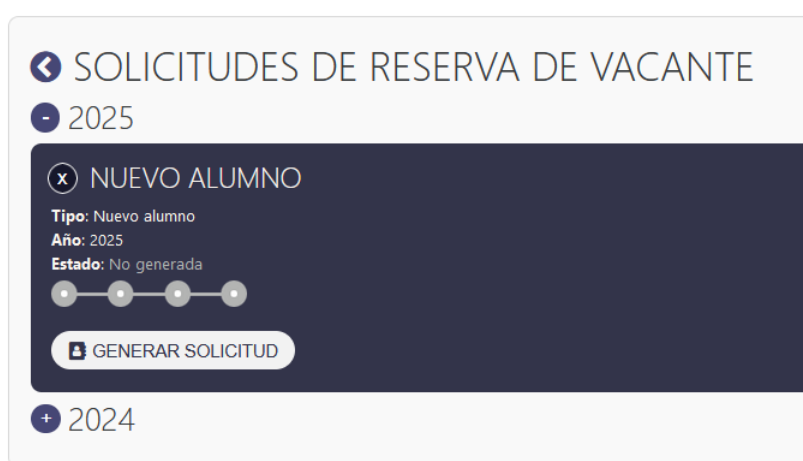 SOLICITUDES DE RESERVA DE VACANTE
- 2025
x NUEVO ALUMNO
Tipo: Nuevo alumno
Año: 2025
Estado: No generada
GENERAR SOLICITUD
+ 2024